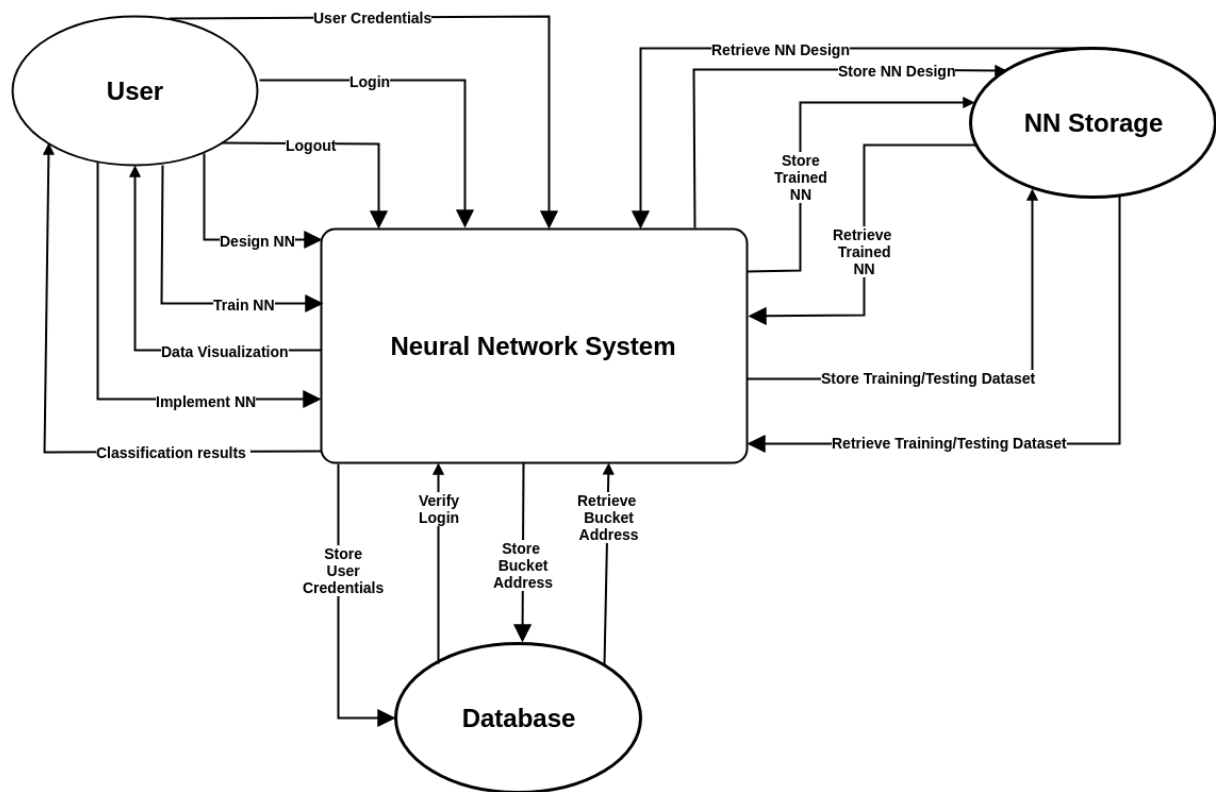 User Credentials
Retrieve NN Design
Store NN Design
Login
User
NN Storage
Logout
Store
Trained
NN
Design NN
Retrieve
Trained
NN
Train NN
Neural Network System
Data Visualization
Store Training/Testing Dataset
Implement NN
Retrieve Training/Testing Dataset
Classification results
Verify
Login
Retrieve
Bucket
Address
Store
User
Credentials
Store
Bucket
Address
Database